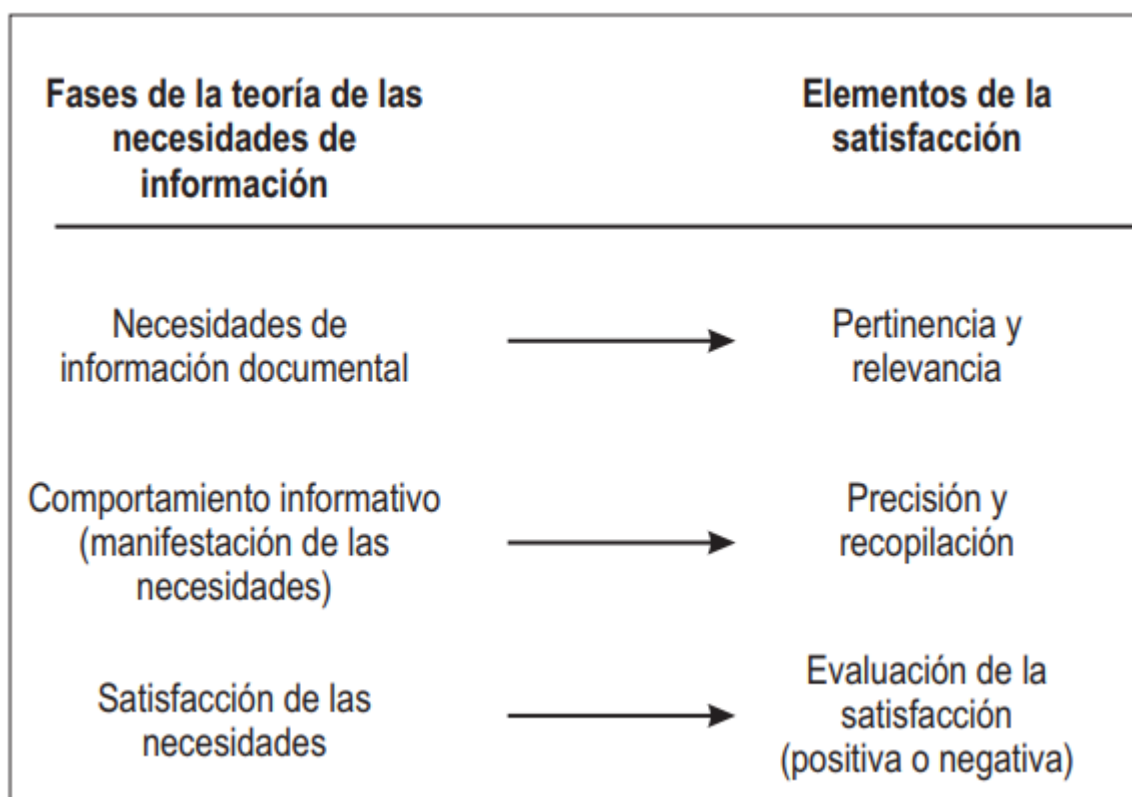 Fases de la teoría de las
necesidades de
información
Elementos de la
satisfacción
Necesidades de
información documental
Pertinencia y
relevancia
Comportamiento informativo
(manifestación de las
necesidades)
Precisión y
recopilación
Satisfacción de las
necesidades
Evaluación de la
satisfacción
(positiva o negativa)